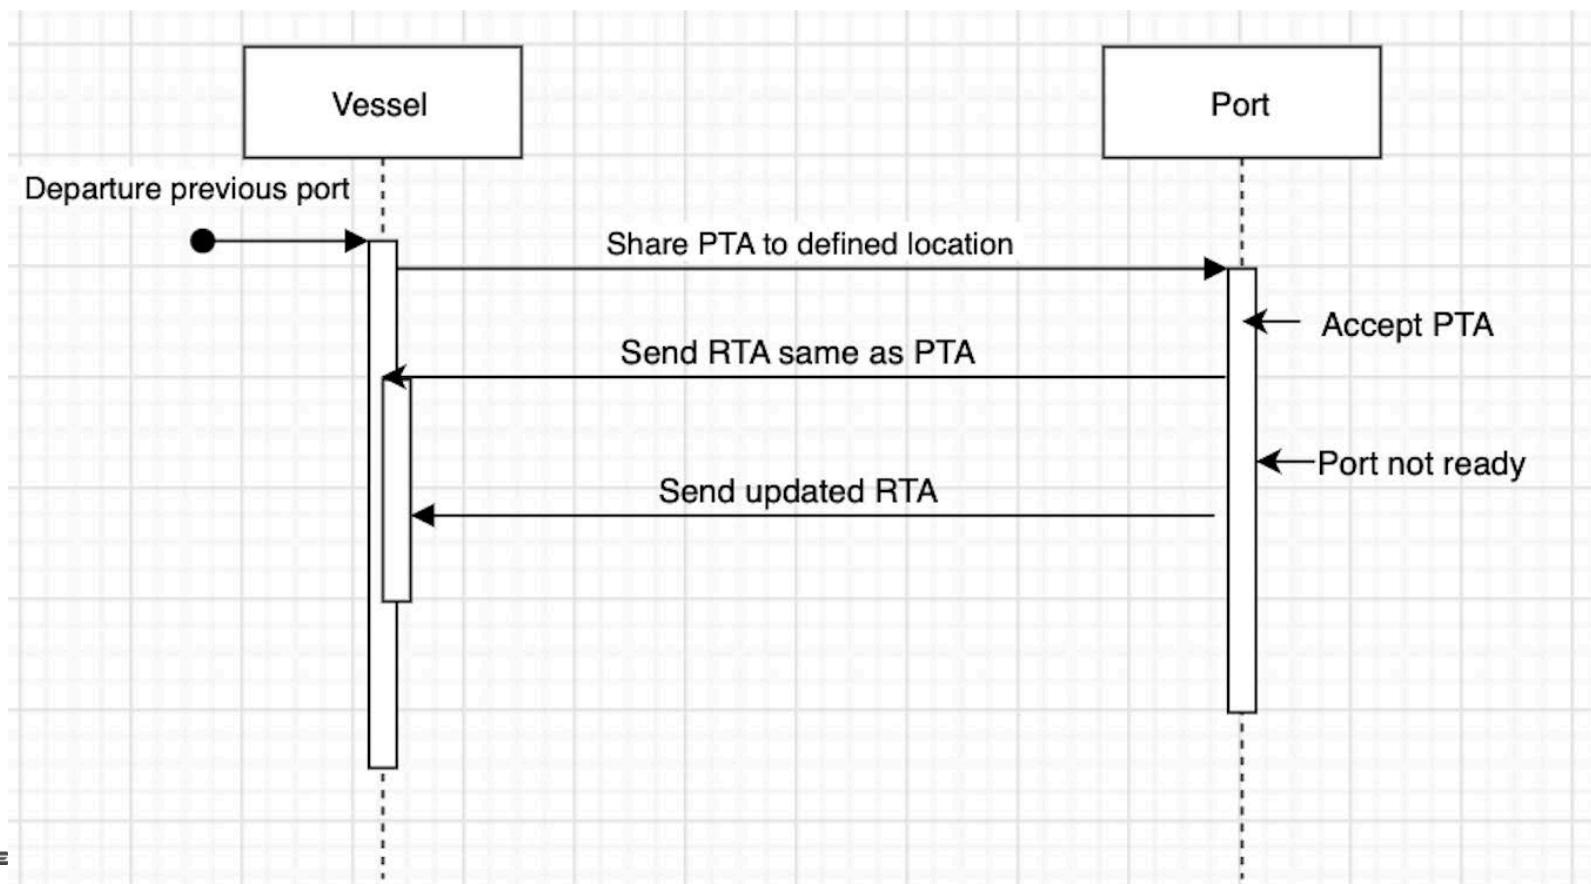 Vessel
Port
Departure previous port
Share PTA to defined location
Accept PTA
Send RTA same as PTA
Port not ready
Send updated RTA